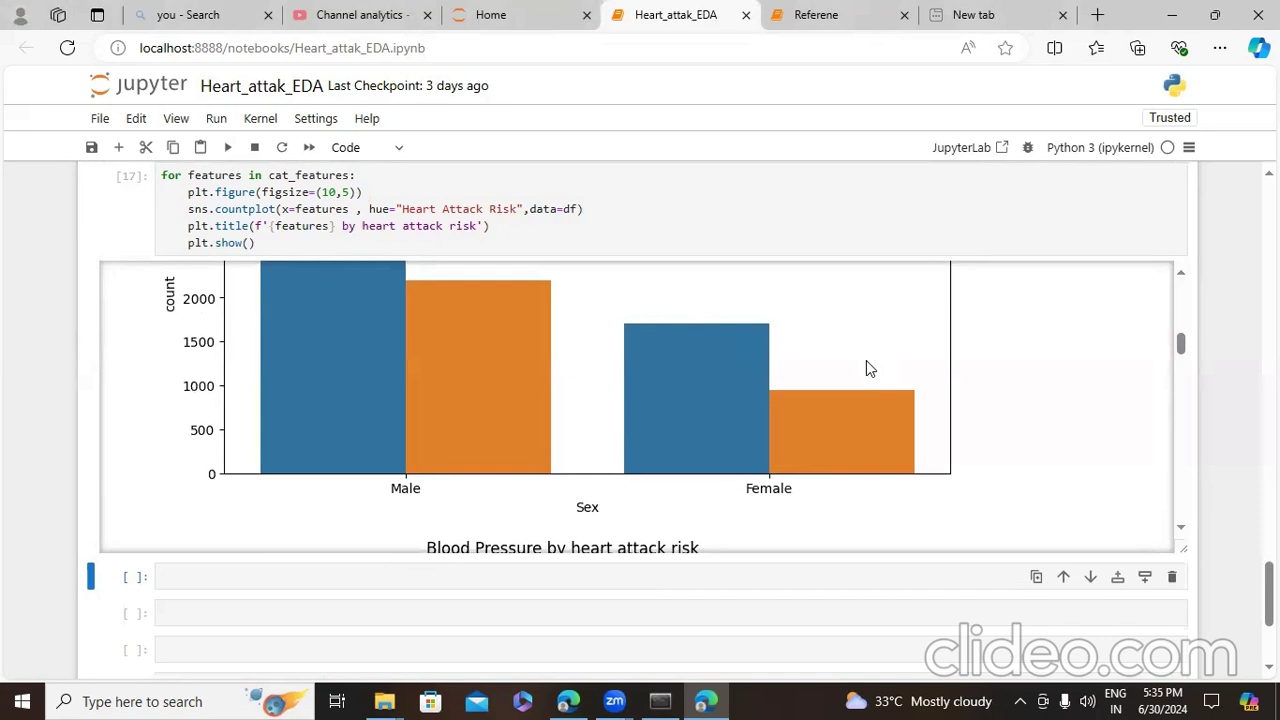 you - Search
Channel analytics -
Home
Heart_attak_EDA
Referene
New tab
localhost:8888/notebooks/Heart_attak_EDA.ipynb
jupyter Heart_attak_EDA Last Checkpoint: 3 days ago
File Edit View Run Kernel Settings Help
Trusted
Code
JupyterLab
Python 3 (ipykernel)
[17]: for features in cat_features:
plt.figure(figsize=(10,5))
sns.countplot(x=features , hue="Heart Attack Risk",data=df)
plt.title(f'{features} by heart attack risk')
plt.show()
count
2000
1500
1000
500
0
Male Female
Sex
Blood Pressure by heart attack risk
[ ]:
[ ]:
[ ]:
clideo.com
Type here to search
33°C Mostly cloudy
ENG
IN
5:35 PM
6/30/2024